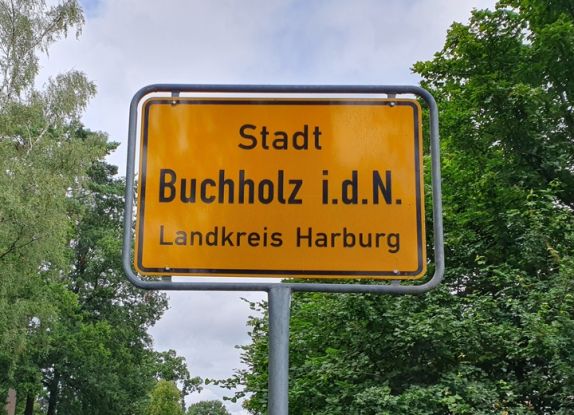 Stadt
Buchholz i.d.N.
Landkreis Harburg